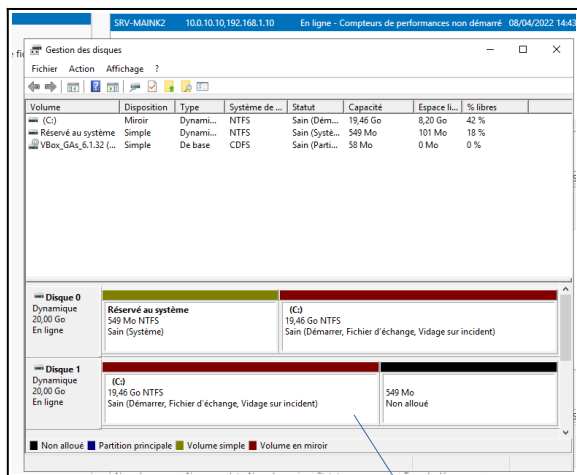 SRV-MAINK2 10.0.10.10,192.168.1.10 En ligne - Compteurs de performances non démarré 08/04/2022 14:43
Gestion des disques
Fichier Action Affichage ?
Volume Disposition Type Système de ... Statut Capacité Espace li... % libres
(C:) Miroir Dynami... NTFS Sain (Dém... 19,46 Go 8,20 Go 42 %
Réservé au système Simple Dynami... NTFS Sain (Systè... 549 Mo 101 Mo 18 %
VBox_GAs_6.1.32 (... Simple De base CDFS Sain (Parti... 58 Mo 0 Mo 0 %
Disque 0
Dynamique
20,00 Go
En ligne
Réservé au système
549 Mo NTFS
Sain (Système)
(C:)
19,46 Go NTFS
Sain (Démarrer, Fichier d'échange, Vidage sur incident)
Disque 1
Dynamique
20,00 Go
En ligne
(C:)
19,46 Go NTFS
Sain (Démarrer, Fichier d'échange, Vidage sur incident)
549 Mo
Non alloué
Non alloué Partition principale Volume simple Volume en miroir